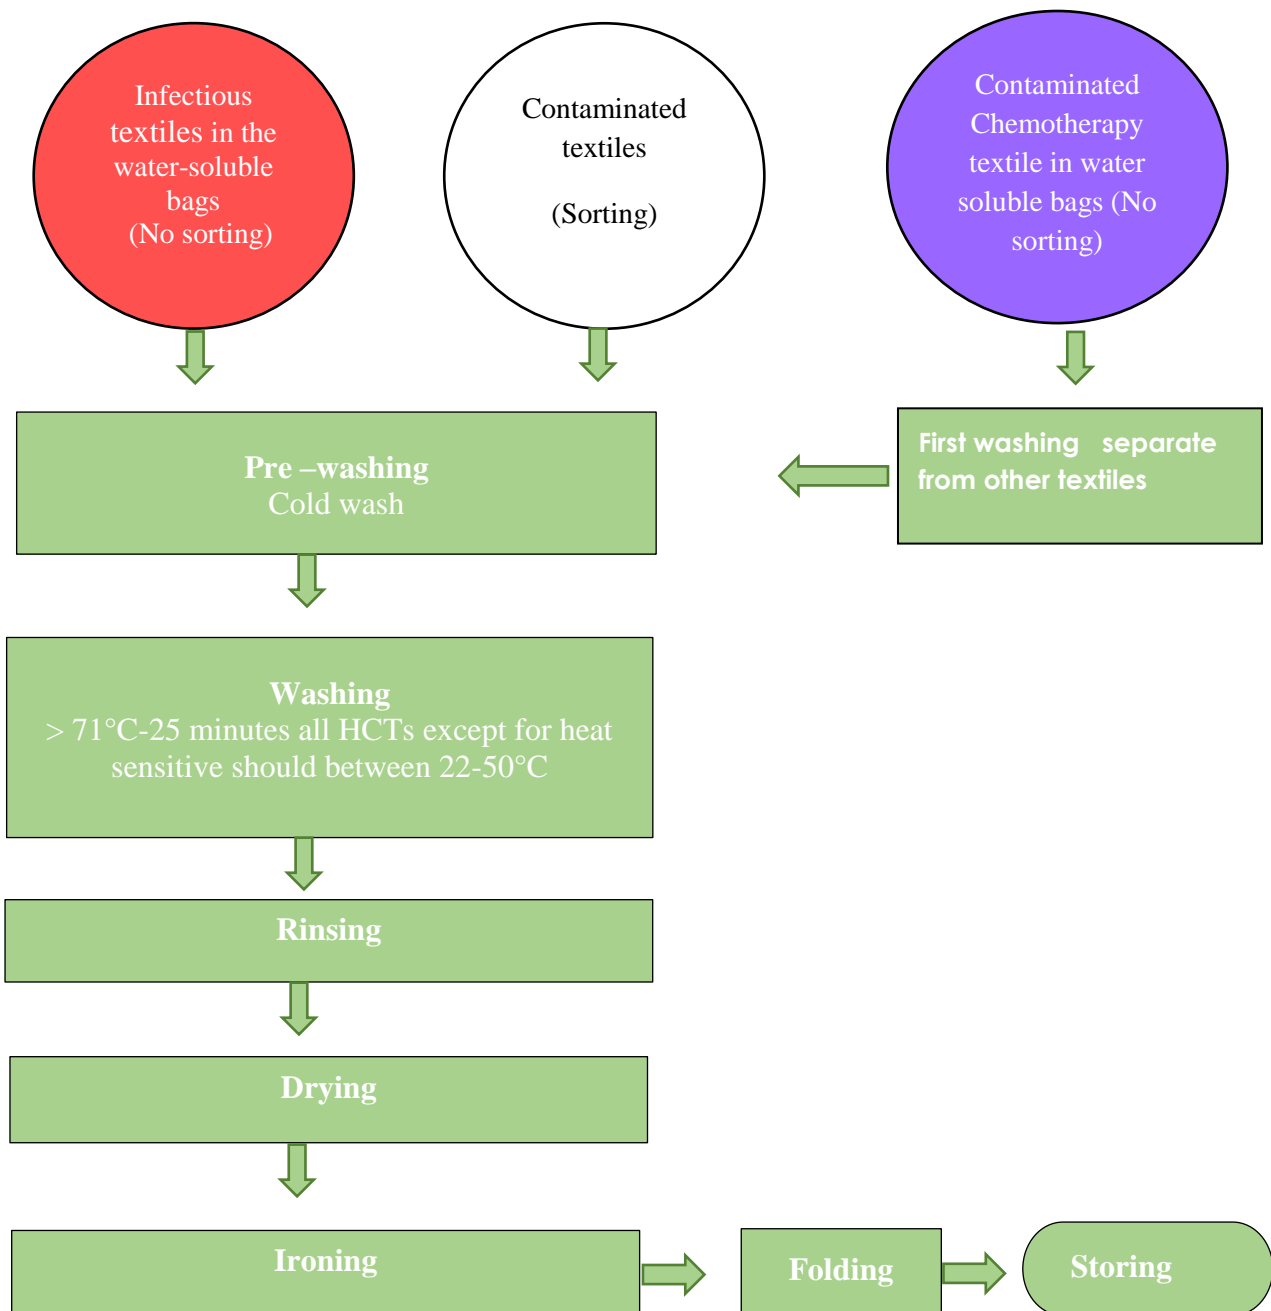 Infectious
textiles in the
water-soluble
bags
(No sorting)
Contaminated
textiles
(Sorting)
Contaminated
Chemotherapy
textile in water
soluble bags (No
sorting)
Pre –washing
Cold wash
First washing separate
from other textiles
Washing
> 71°C-25 minutes all HCTs except for heat
sensitive should between 22-50°C
Rinsing
Drying
Ironing
Folding
Storing